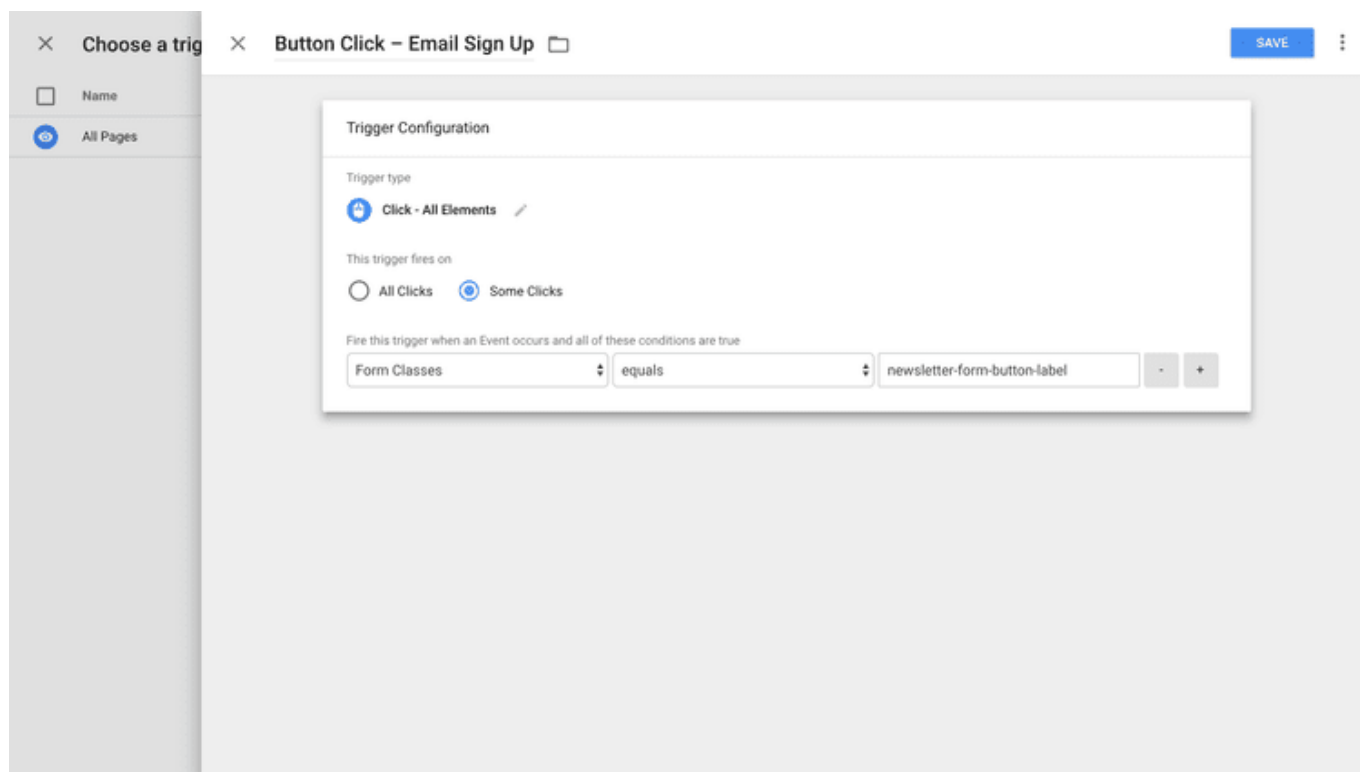 Choose a trig
Button Click – Email Sign Up
SAVE
Name
All Pages
Trigger Configuration
Trigger type
Click - All Elements
This trigger fires on
All Clicks
Some Clicks
Fire this trigger when an Event occurs and all of these conditions are true
Form Classes
equals
newsletter-form-button-label
-
+